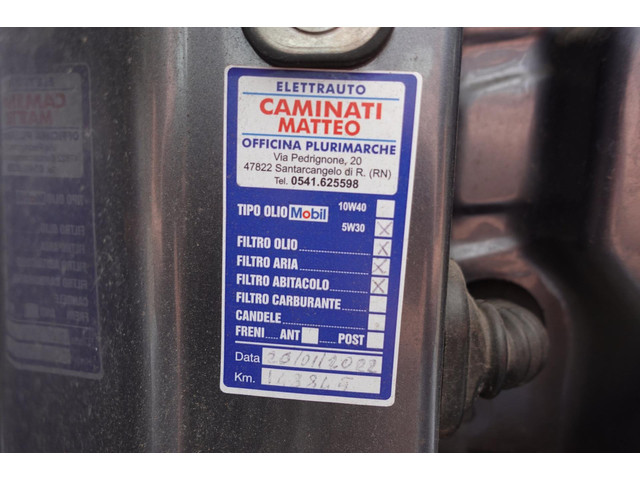 ELETTRAUTO
CAMINATI
MATTEO
OFFICINA PLURIMARCHE
Via Pedrignone, 20
47822 Santarcangelo di R. (RN)
Tel. 0541.625598
TIPO OLIO Mobil 10W40
5W30 X
FILTRO OLIO X
FILTRO ARIA X
FILTRO ABITACOLO X
FILTRO CARBURANTE
CANDELE
FRENI ANT POST
Data
Km.